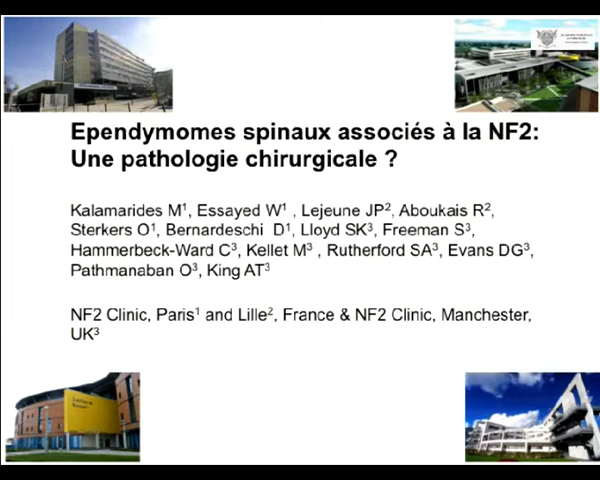 Ependymomes spinaux associés à la NF2:
Une pathologie chirurgicale ?
Kalamarides M¹, Essayed W¹ , Lejeune JP², Aboukais R²,
Sterkers O¹, Bernardeschi D¹, Lloyd SK³, Freeman S³,
Hammerbeck-Ward C³, Kellet M³ , Rutherford SA³, Evans DG³,
Pathmanaban O³, King AT³
NF2 Clinic, Paris¹ and Lille², France & NF2 Clinic, Manchester,
UK³